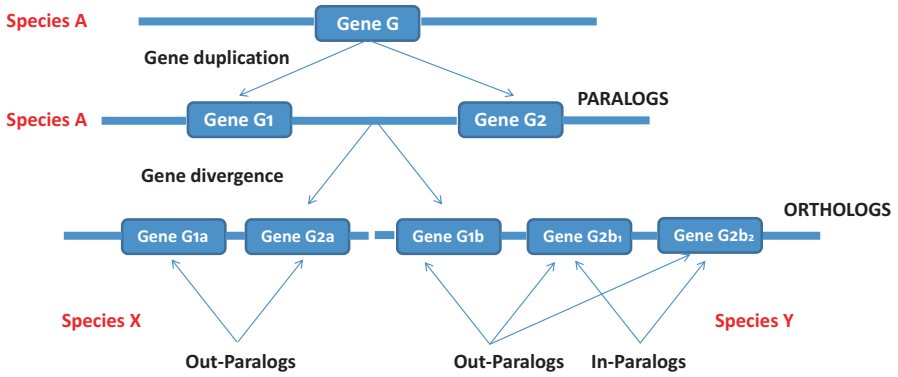 Species A
Gene G
Gene duplication
Species A
Gene G1
Gene G2
PARALOGS
Gene divergence
ORTHOLOGS
Gene G1a
Gene G2a
Gene G1b
Gene G2b₁
Gene G2b₂
Species X
Species Y
Out-Paralogs
Out-Paralogs
In-Paralogs